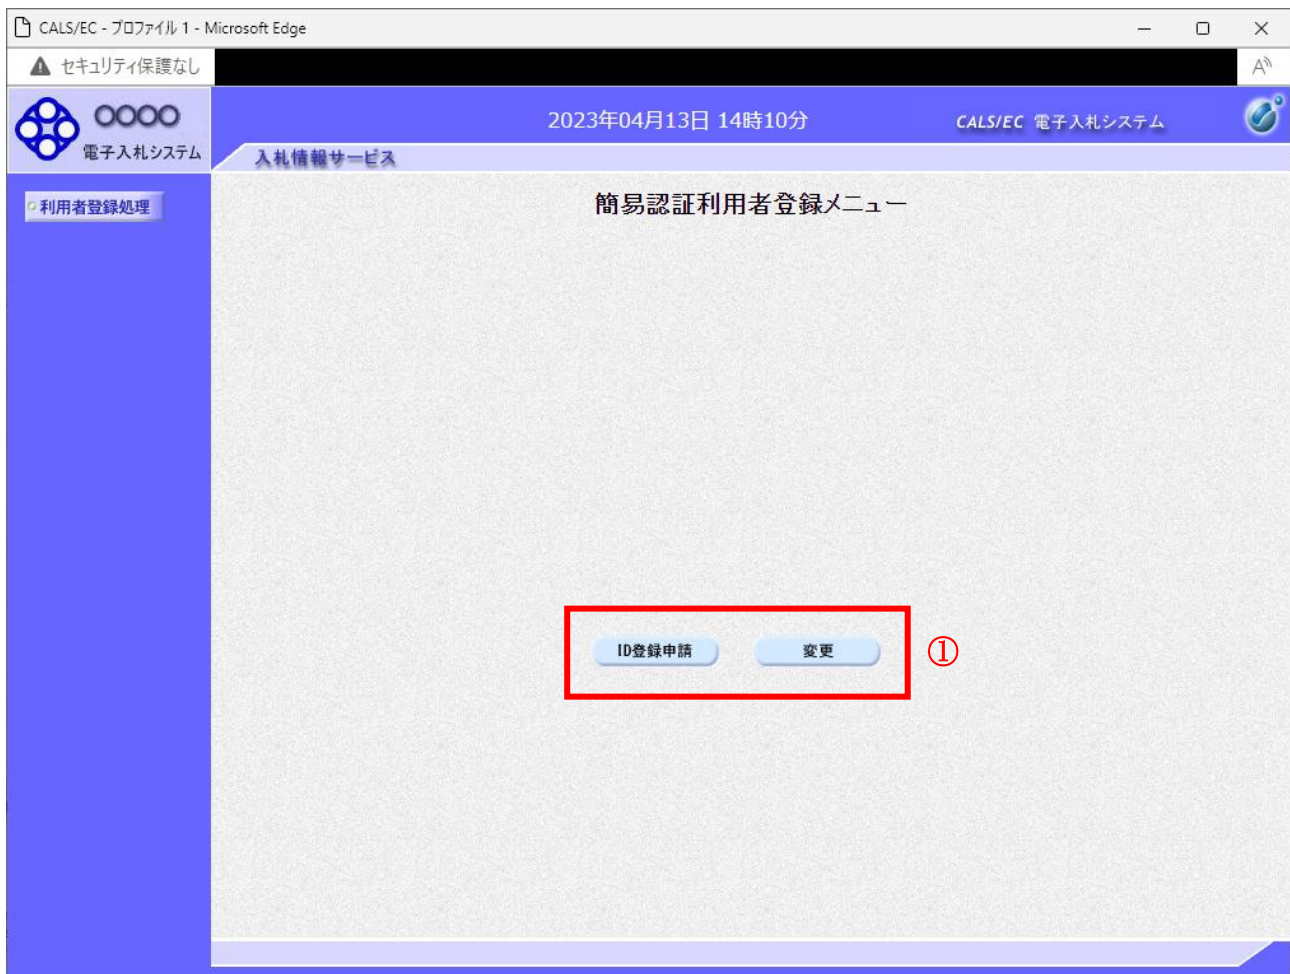 CALS/EC - プロファイル 1 - Microsoft Edge
セキュリティ保護なし
A
〇〇〇〇
電子入札システム
2023年04月13日 14時10分
CALS/EC 電子入札システム
入札情報サービス
利用者登録処理
簡易認証利用者登録メニュー
ID登録申請
変更
①